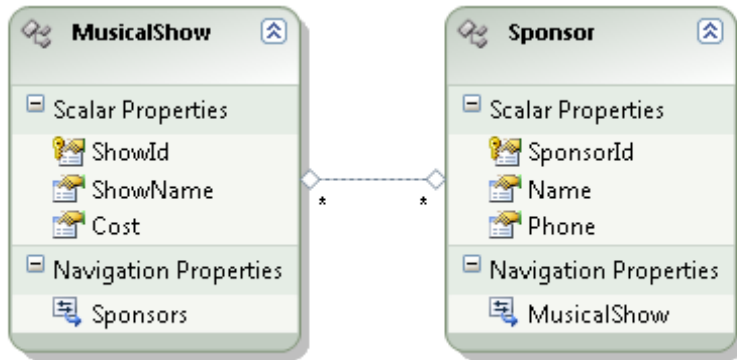 MusicalShow
Scalar Properties
ShowId
ShowName
Cost
Navigation Properties
Sponsors
* *
Sponsor
Scalar Properties
SponsorId
Name
Phone
Navigation Properties
MusicalShow